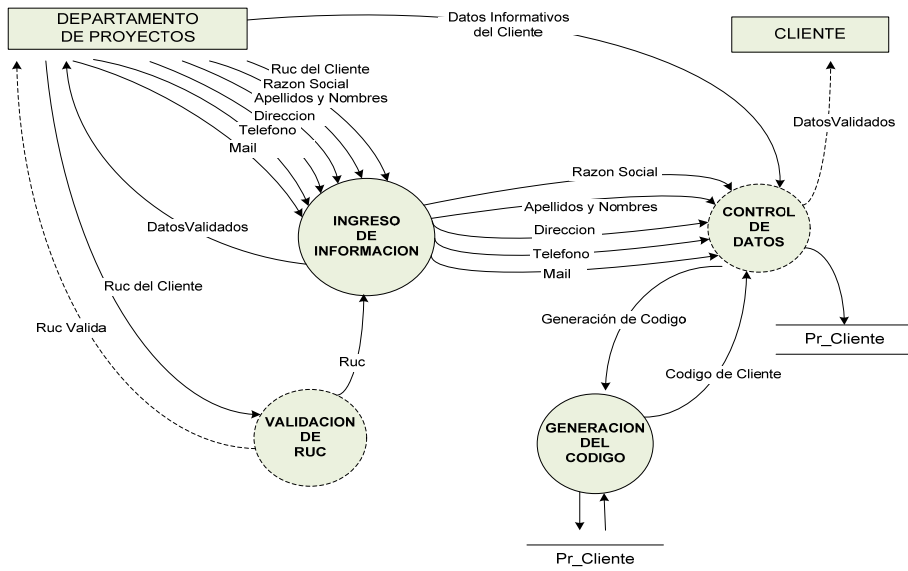 DEPARTAMENTO
DE PROYECTOS
Datos Informativos
del Cliente
CLIENTE
Ruc del Cliente
Razon Social
Apellidos y Nombres
Direccion
Telefono
Mail
DatosValidados
DatosValidados
INGRESO
DE
INFORMACION
Razon Social
Apellidos y Nombres
Direccion
Telefono
Mail
CONTROL
DE
DATOS
Ruc del Cliente
Ruc Valida
Ruc
Generación de Codigo
Codigo de Cliente
Pr_Cliente
VALIDACION
DE
RUC
GENERACION
DEL
CODIGO
Pr_Cliente